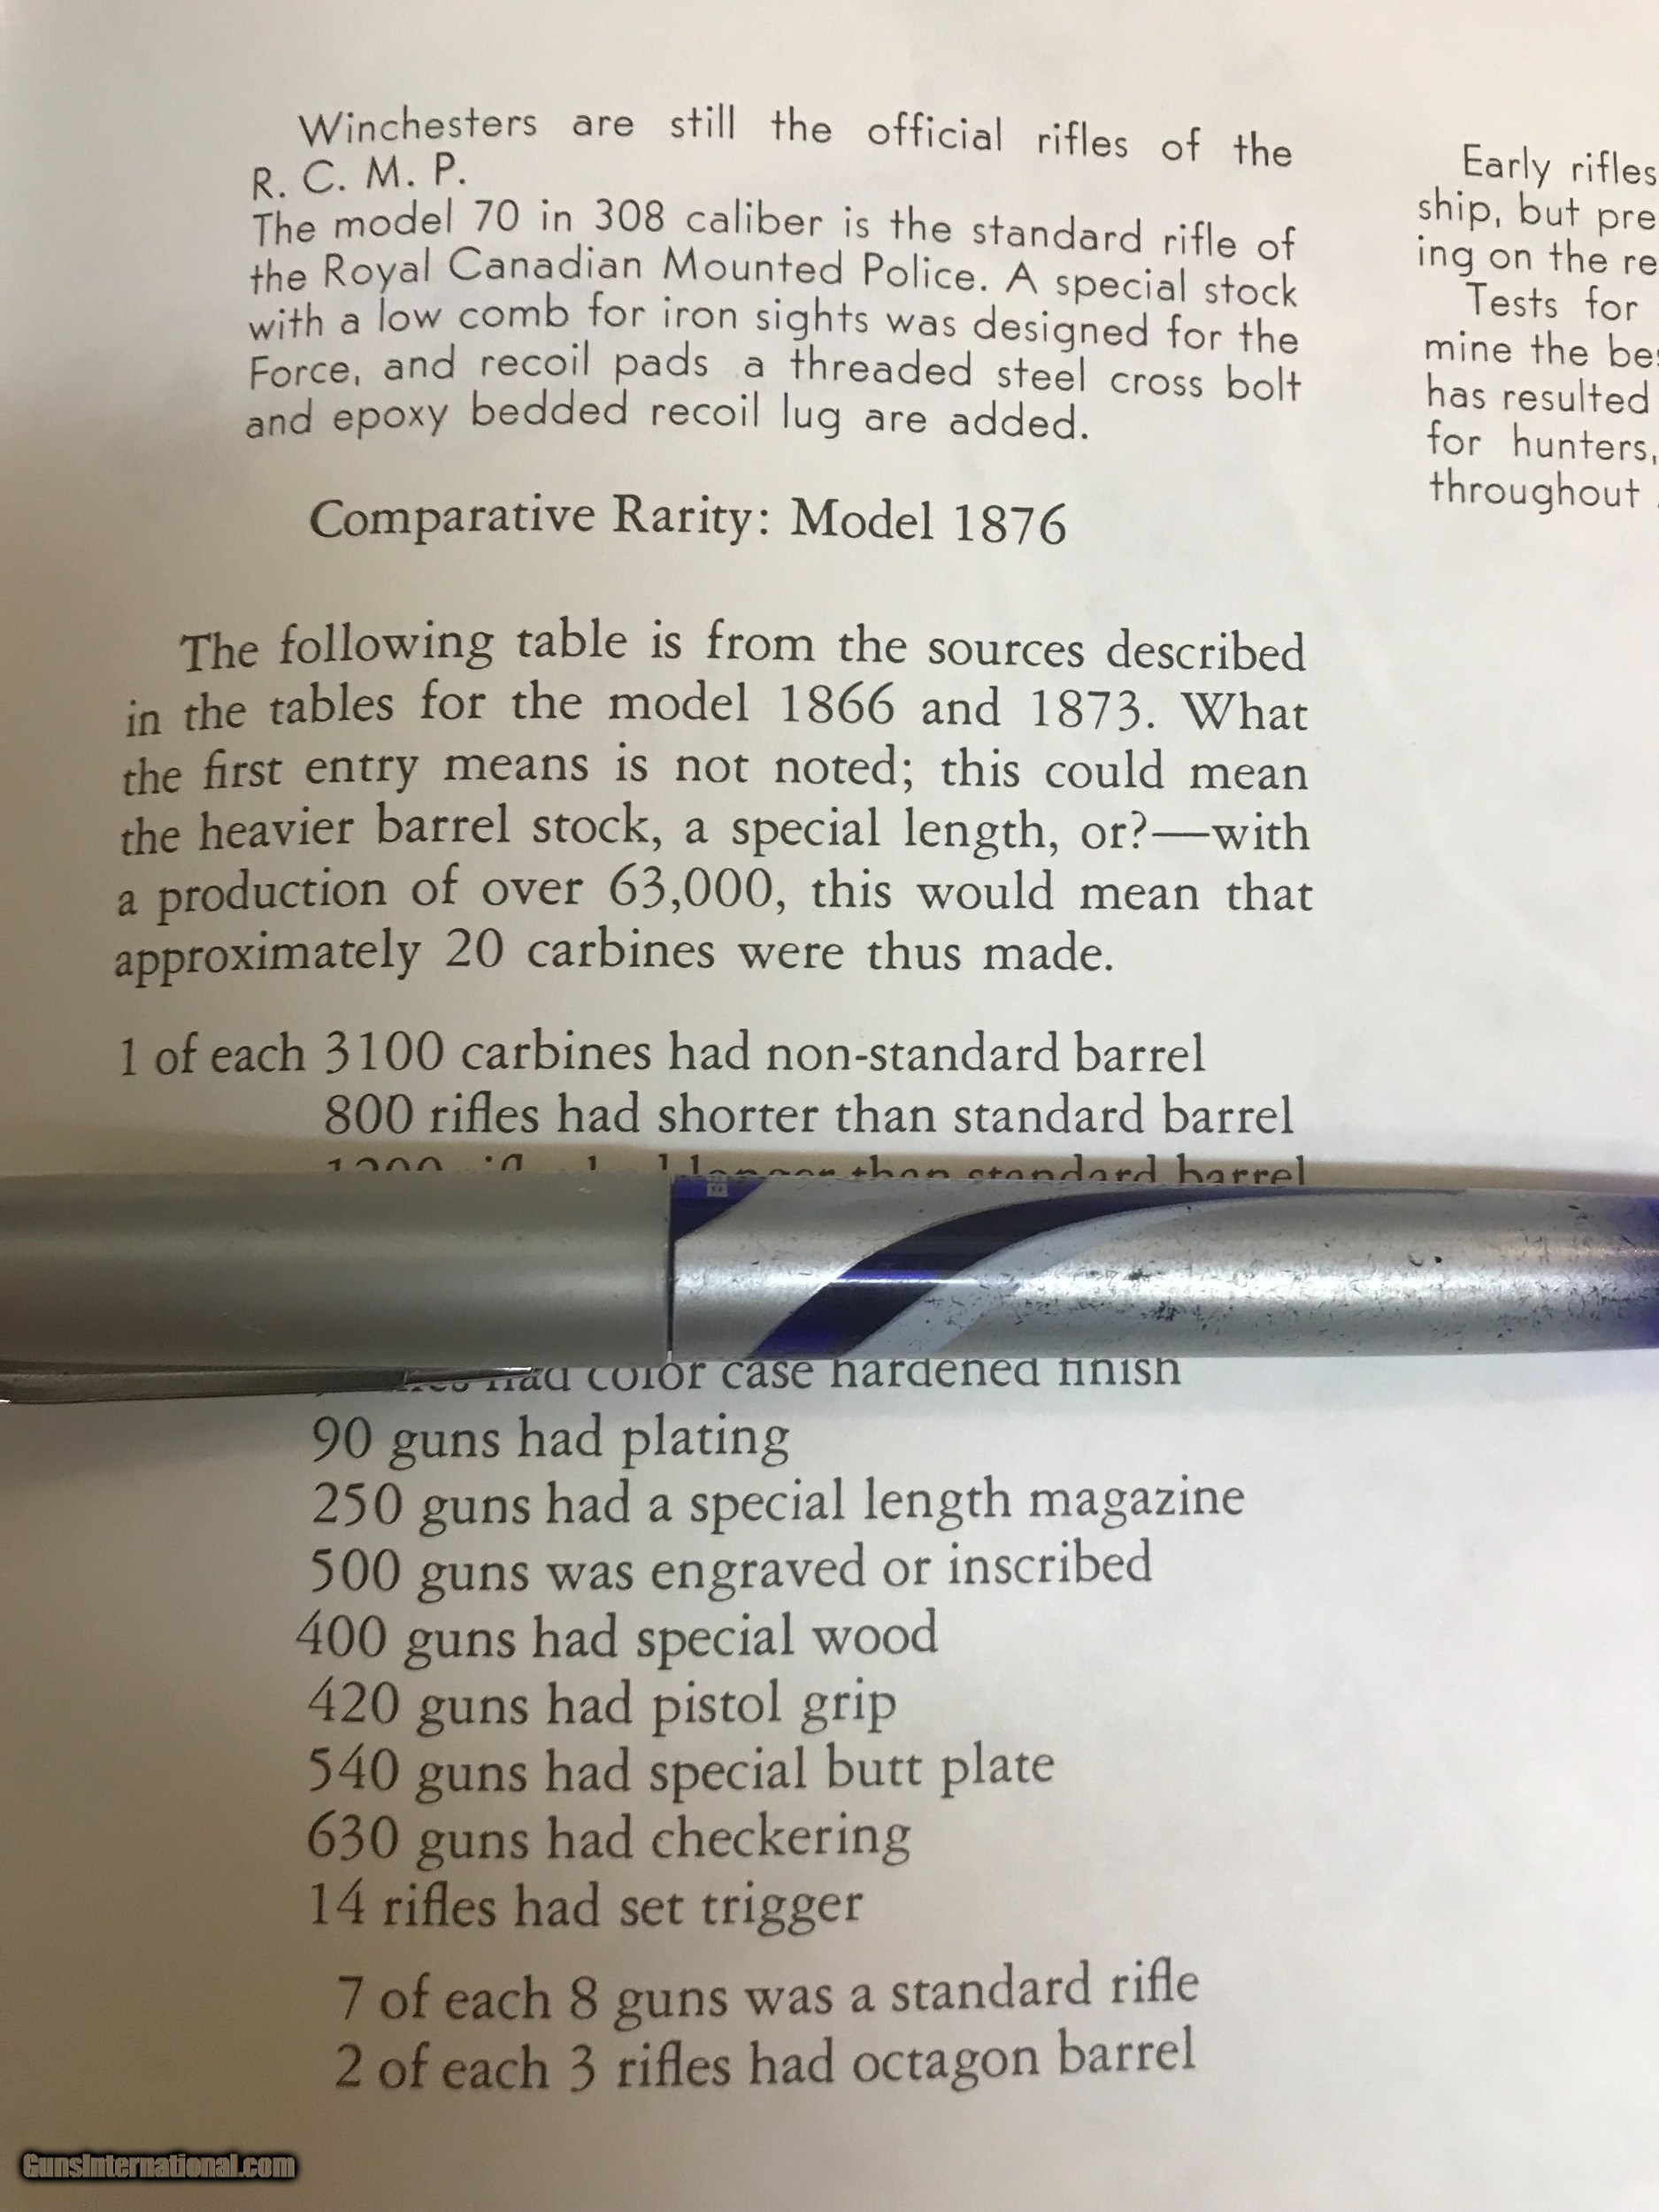 Winchesters are still the official rifles of the
R. C. M. P.
The model 70 in 308 caliber is the standard rifle of
the Royal Canadian Mounted Police. A special stock
with a low comb for iron sights was designed for the
Force, and recoil pads a threaded steel cross bolt
and epoxy bedded recoil lug are added.
Comparative Rarity: Model 1876
The following table is from the sources described
in the tables for the model 1866 and 1873. What
the first entry means is not noted; this could mean
the heavier barrel stock, a special length, or?—with
a production of over 63,000, this would mean that
approximately 20 carbines were thus made.
1 of each 3100 carbines had non-standard barrel
800 rifles had shorter than standard barrel
longer than standard barrel
had color case hardened finish
90 guns had plating
250 guns had a special length magazine
500 guns was engraved or inscribed
400 guns had special wood
420 guns had pistol grip
540 guns had special butt plate
630 guns had checkering
14 rifles had set trigger
7 of each 8 guns was a standard rifle
2 of each 3 rifles had octagon barrel
Early rifles
ship, but pre
ing on the re
Tests for
mine the be
has resulted
for hunters,
throughout
GunsInternational.com